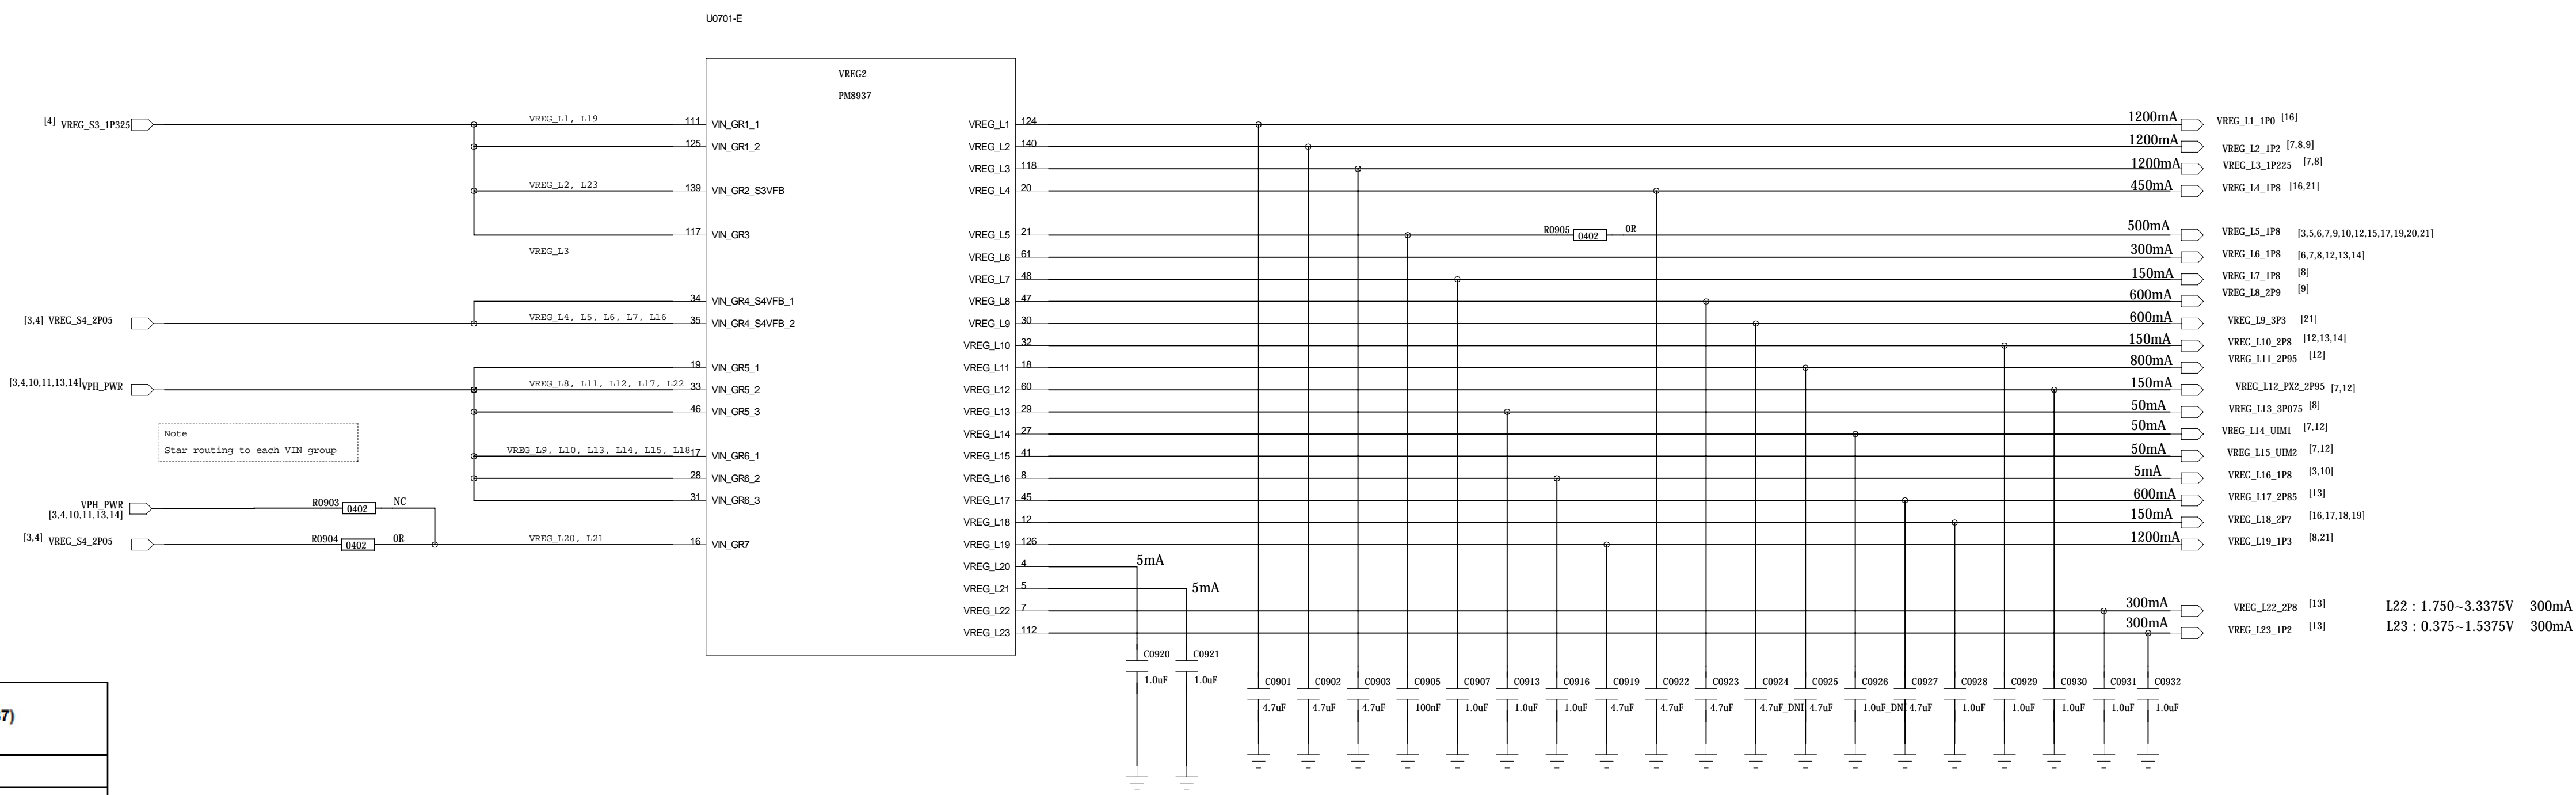 U0701-E
VREG2
PM8937
[4] VREG_S3_1P325
VREG_L1, L19
111 VIN_GR1_1
125 VIN_GR1_2
VREG_L2, L23
139 VIN_GR2_S3VFB
117 VIN_GR3
VREG_L3
34 VIN_GR4_S4VFB_1
[3,4] VREG_S4_2P05
VREG_L4, L5, L6, L7, L16
35 VIN_GR4_S4VFB_2
19 VIN_GR5_1
[3,4,10,11,13,14] VPH_PWR
VREG_L8, L11, L12, L17, L22
33 VIN_GR5_2
46 VIN_GR5_3
Note
Star routing to each VIN group
VREG_L9, L10, L13, L14, L15, L18
17 VIN_GR6_1
28 VIN_GR6_2
31 VIN_GR6_3
VPH_PWR
[3,4,10,11,13,14]
R0903 0402 NC
[3,4] VREG_S4_2P05
R0904 0402 0R
VREG_L20, L21
16 VIN_GR7
VREG_L1 124 1200mA VREG_L1_1P0 [16]
VREG_L2 140 1200mA VREG_L2_1P2 [7,8,9]
VREG_L3 118 1200mA VREG_L3_1P225 [7,8]
VREG_L4 20 450mA VREG_L4_1P8 [16,21]
VREG_L5 21 R0905 0402 0R 500mA VREG_L5_1P8 [3,5,6,7,9,10,12,15,17,19,20,21]
VREG_L6 61 300mA VREG_L6_1P8 [6,7,8,12,13,14]
VREG_L7 48 150mA VREG_L7_1P8 [8]
VREG_L8 47 600mA VREG_L8_2P9 [9]
VREG_L9 30 600mA VREG_L9_3P3 [21]
VREG_L10 32 150mA VREG_L10_2P8 [12,13,14]
VREG_L11 18 800mA VREG_L11_2P95 [12]
VREG_L12 60 150mA VREG_L12_PX2_2P95 [7,12]
VREG_L13 29 50mA VREG_L13_3P075 [8]
VREG_L14 27 50mA VREG_L14_UIM1 [7,12]
VREG_L15 41 50mA VREG_L15_UIM2 [7,12]
VREG_L16 8 5mA VREG_L16_1P8 [3,10]
VREG_L17 45 600mA VREG_L17_2P85 [13]
VREG_L18 12 150mA VREG_L18_2P7 [16,17,18,19]
VREG_L19 126 1200mA VREG_L19_1P3 [8,21]
VREG_L20 4 5mA
VREG_L21 5 5mA
VREG_L22 7 300mA VREG_L22_2P8 [13] L22 : 1.750~3.3375V 300mA
VREG_L23 112 300mA VREG_L23_1P2 [13] L23 : 0.375~1.5375V 300mA
C0920 C0921
1.0uF 1.0uF
C0901 C0902 C0903 C0905 C0907 C0913 C0916 C0919 C0922 C0923 C0924 C0925 C0926 C0927 C0928 C0929 C0930 C0931 C0932
4.7uF 4.7uF 4.7uF 100nF 1.0uF 1.0uF 1.0uF 4.7uF 4.7uF 4.7uF 4.7uF_DNI 4.7uF 1.0uF_DNI 4.7uF 1.0uF 1.0uF 1.0uF 1.0uF 1.0uF
7)